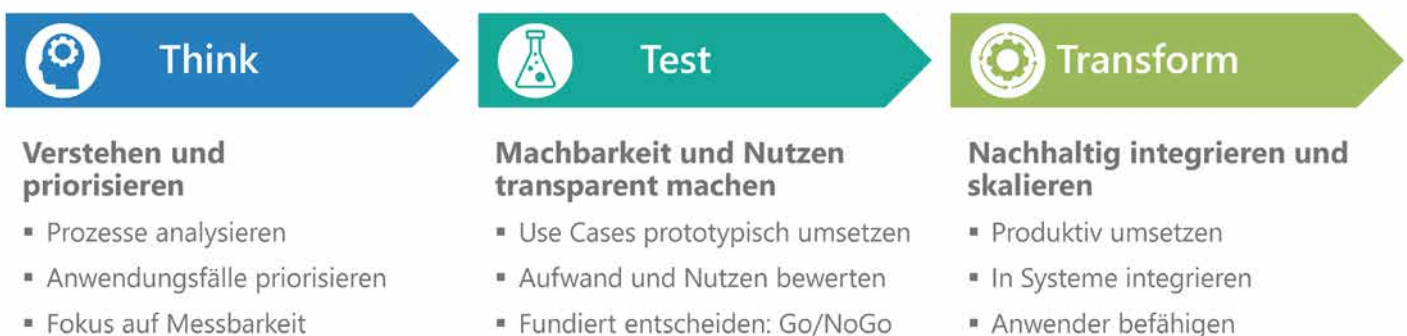 Think
Verstehen und
priorisieren
▪ Prozesse analysieren
▪ Anwendungsfälle priorisieren
▪ Fokus auf Messbarkeit
Test
Machbarkeit und Nutzen
transparent machen
▪ Use Cases prototypisch umsetzen
▪ Aufwand und Nutzen bewerten
▪ Fundiert entscheiden: Go/NoGo
Transform
Nachhaltig integrieren und
skalieren
▪ Produktiv umsetzen
▪ In Systeme integrieren
▪ Anwender befähigen